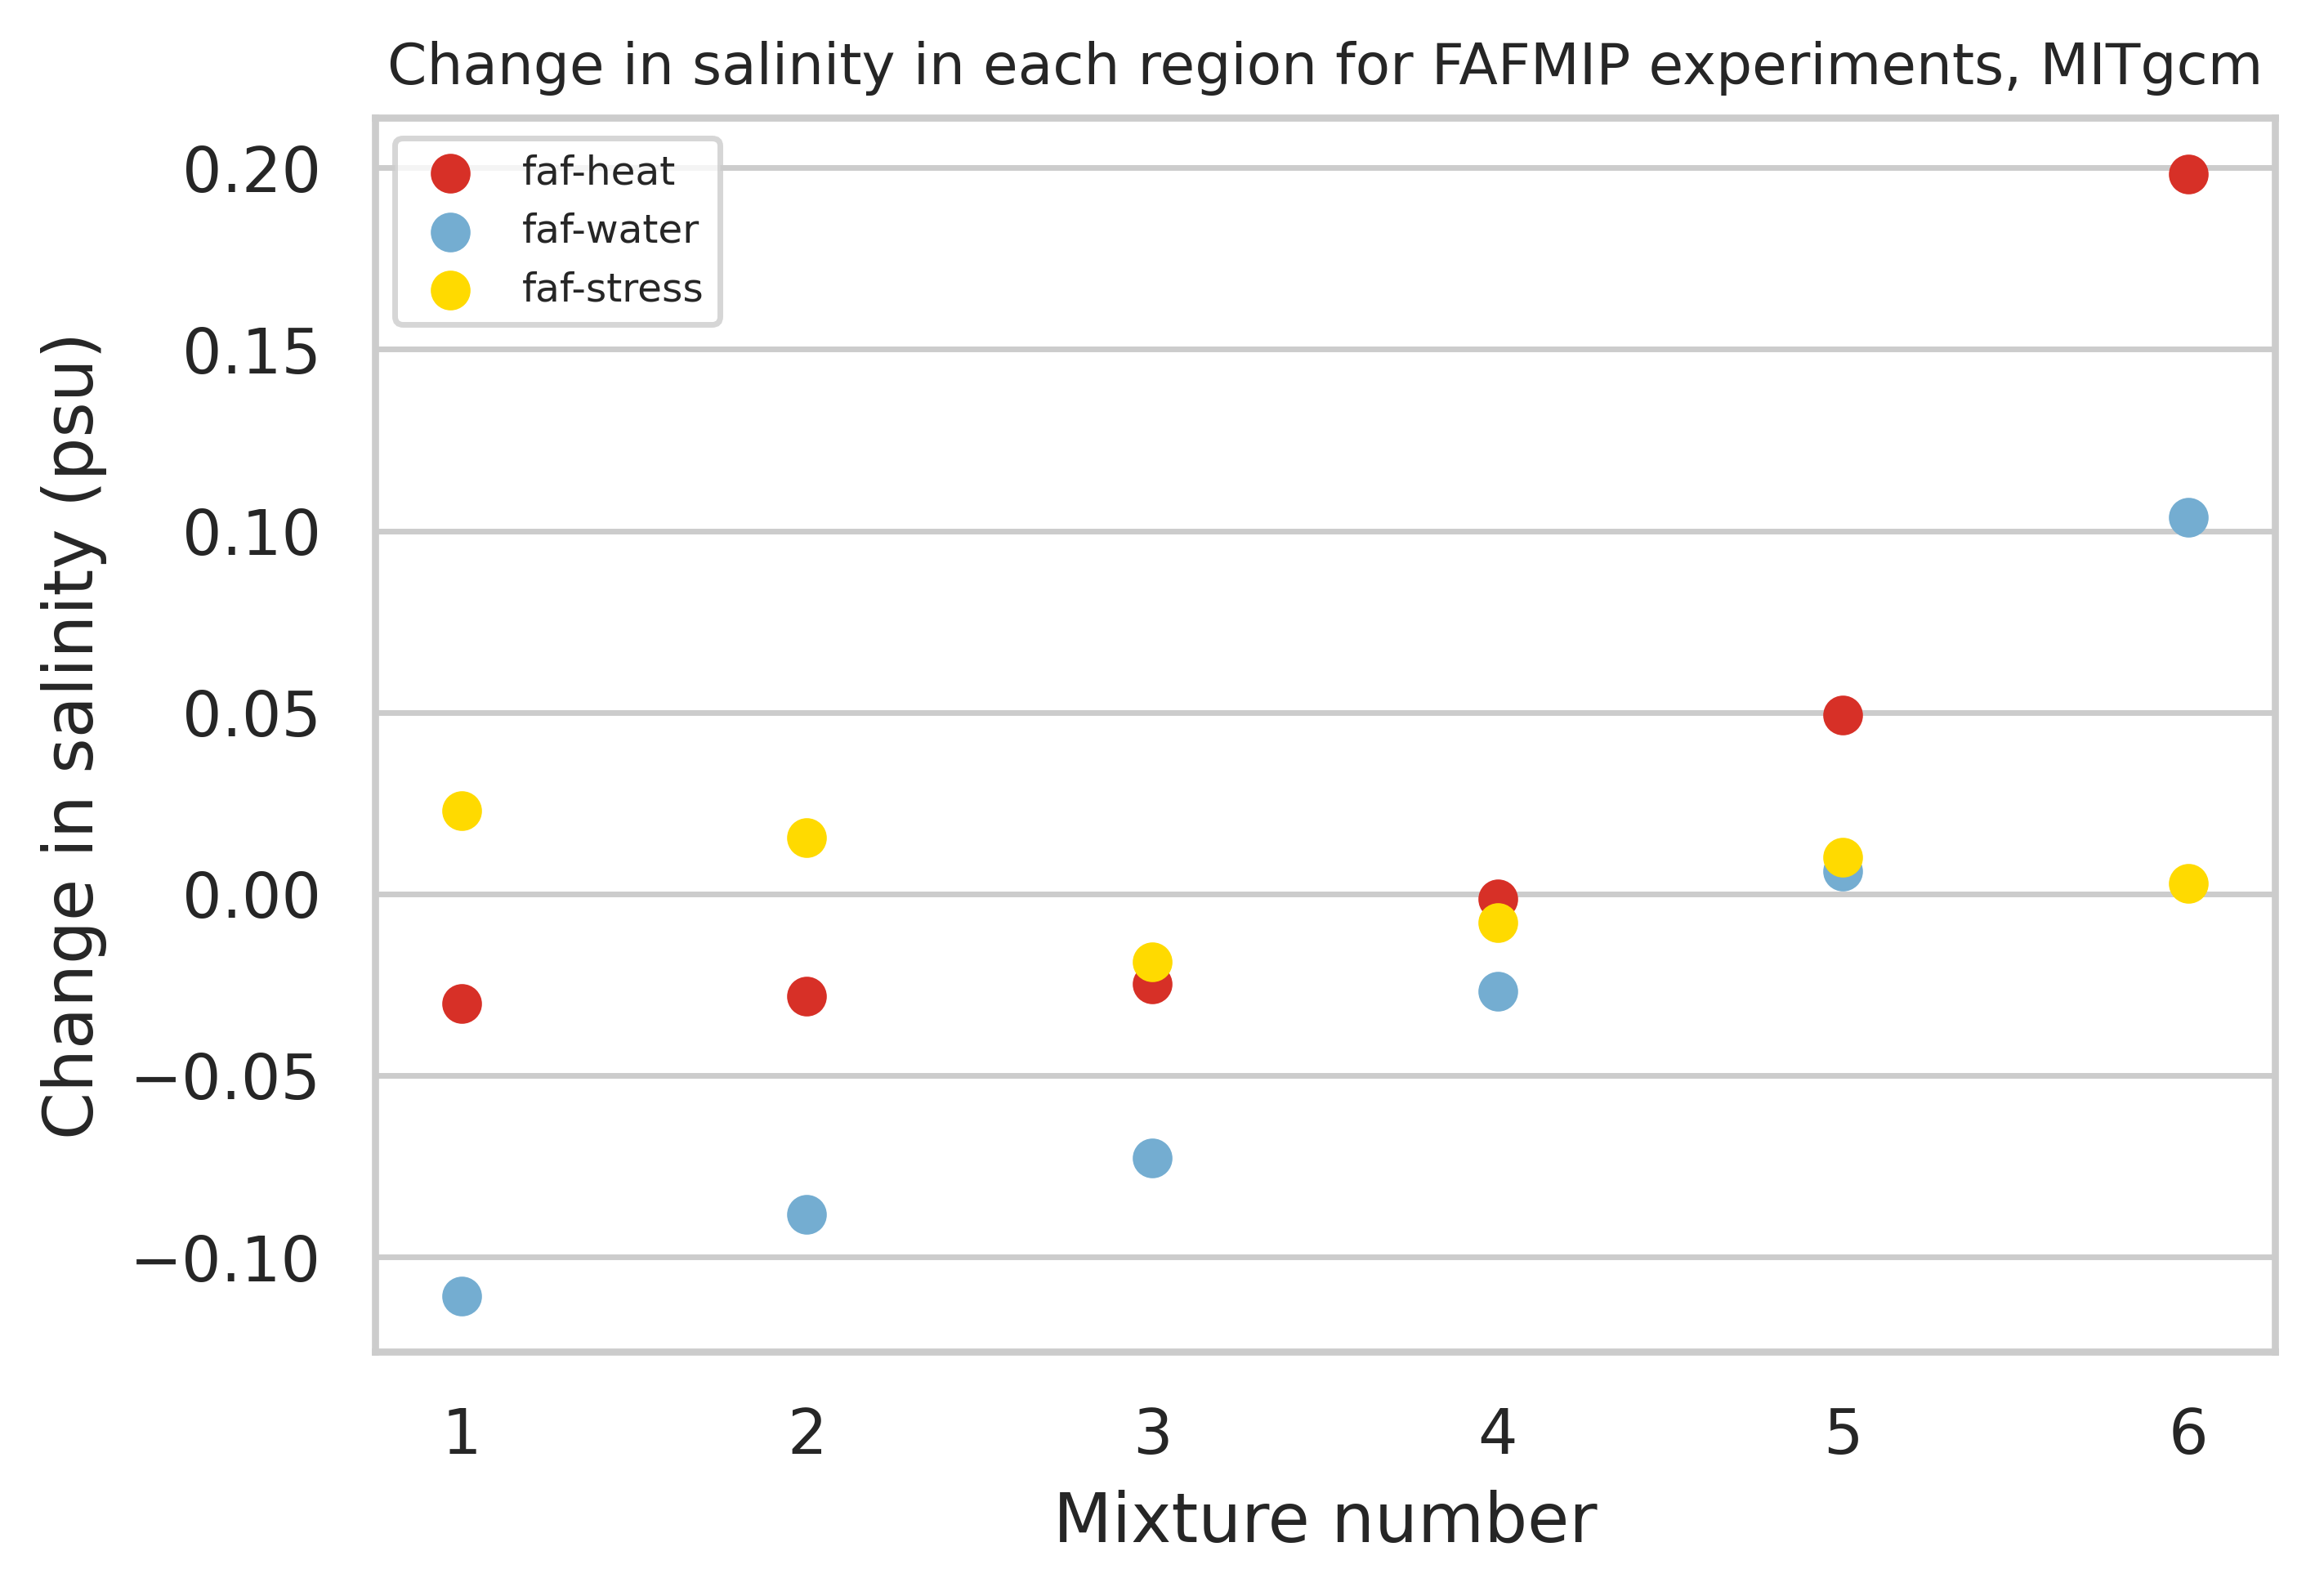 Change in salinity in each region for FAFMIP experiments, MITgcm
faf-heat
faf-water
faf-stress
Change in salinity (psu)
0.20
0.15
0.10
0.05
0.00
−0.05
−0.10
1 2 3 4 5 6
Mixture number